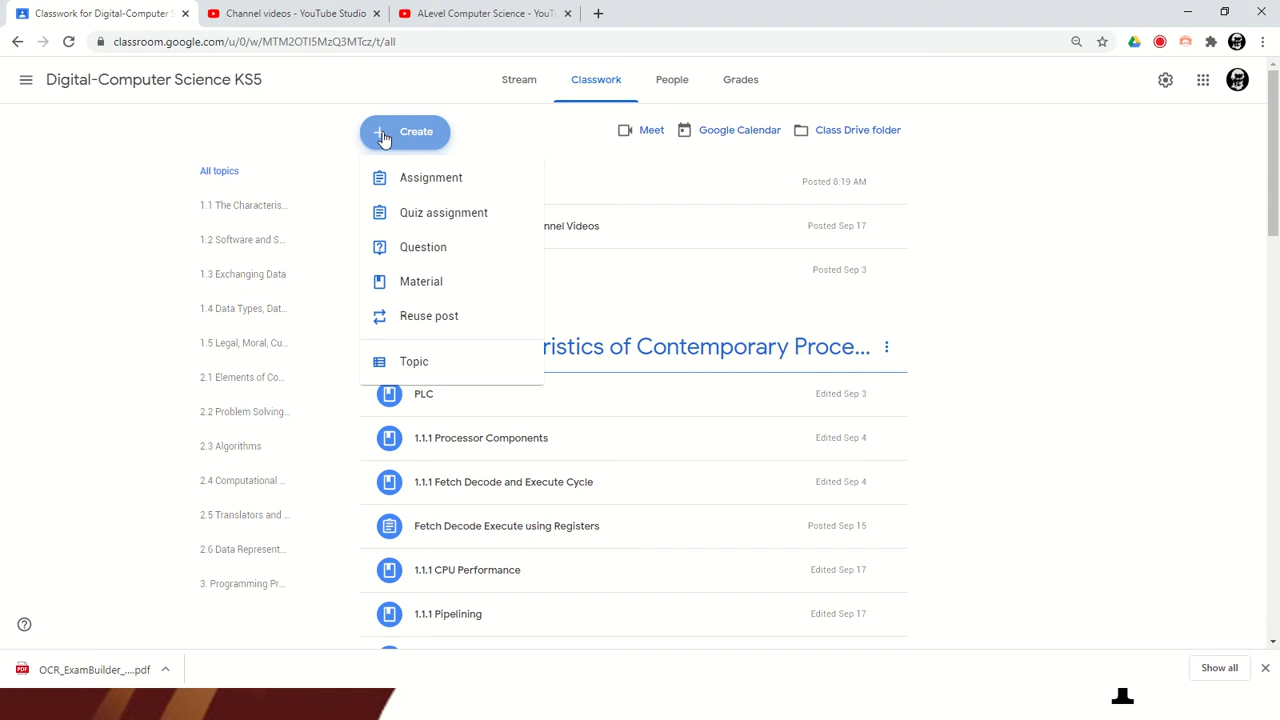 Classwork for Digital-Computer S
Channel videos - YouTube Studio
ALevel Computer Science - YouTu
classroom.google.com/u/0/w/MTM2OTI5MzQ3MTcz/t/all
Digital-Computer Science KS5
Stream
Classwork
People
Grades
Create
Meet
Google Calendar
Class Drive folder
All topics
1.1 The Characteris...
1.2 Software and S...
1.3 Exchanging Data
1.4 Data Types, Dat...
1.5 Legal, Moral, Cu...
2.1 Elements of Co...
2.2 Problem Solving...
2.3 Algorithms
2.4 Computational ...
2.5 Translators and ...
2.6 Data Represent...
3. Programming Pr...
Assignment
Quiz assignment
Question
Material
Reuse post
Topic
Posted 8:19 AM
nnel Videos
Posted Sep 17
Posted Sep 3
ristics of Contemporary Proce...
PLC
Edited Sep 3
1.1.1 Processor Components
Edited Sep 4
1.1.1 Fetch Decode and Execute Cycle
Edited Sep 4
Fetch Decode Execute using Registers
Posted Sep 15
1.1.1 CPU Performance
Edited Sep 17
1.1.1 Pipelining
Edited Sep 17
OCR_ExamBuilder_....pdf
Show all